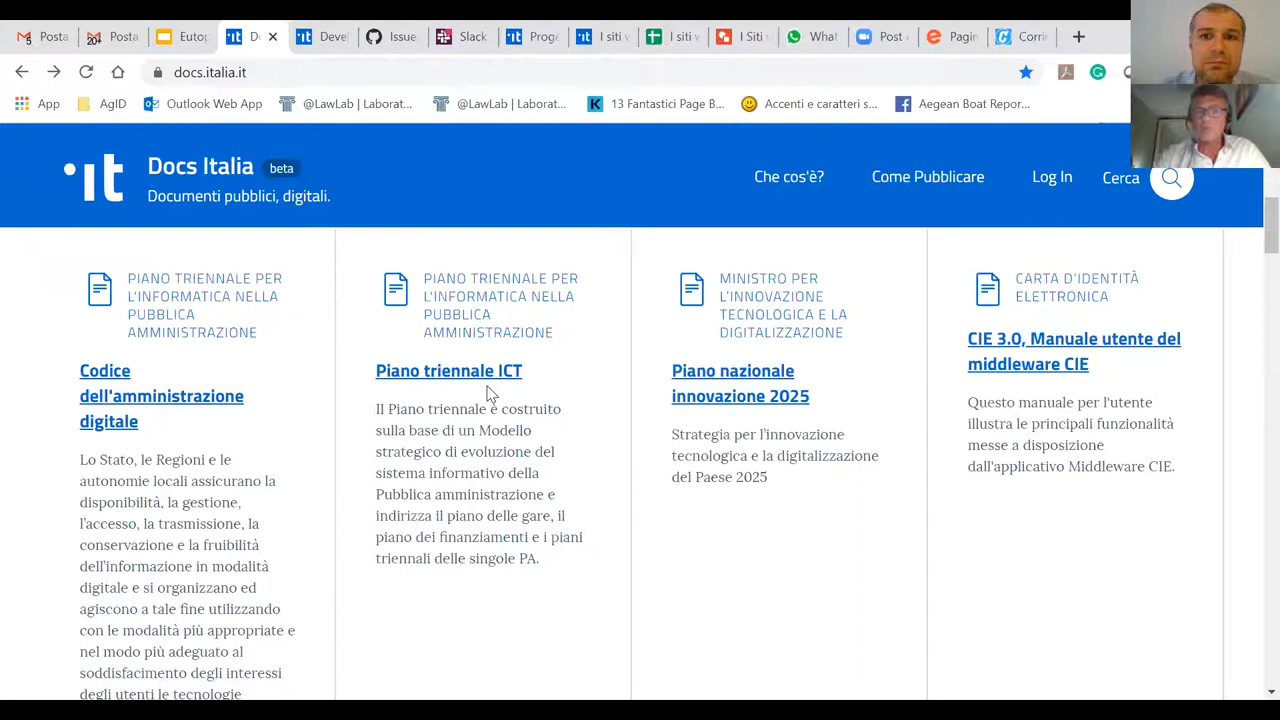 Posta
Posta
Eutop
D
Devel
Issue
Slack
Proge
I siti v
I siti v
I Siti
What
Post
Pagin
Corri
docs.italia.it
App
AgID
Outlook Web App
@LawLab | Laborat...
@LawLab | Laborat...
13 Fantastici Page B...
Accenti e caratteri s...
Aegean Boat Repor...
Docs Italia beta
Documenti pubblici, digitali.
Che cos'è?
Come Pubblicare
Log In
Cerca
PIANO TRIENNALE PER
L'INFORMATICA NELLA
PUBBLICA
AMMINISTRAZIONE
Codice
dell'amministrazione
digitale
Lo Stato, le Regioni e le
autonomie locali assicurano la
disponibilità, la gestione,
l'accesso, la trasmissione, la
conservazione e la fruibilità
dell'informazione in modalità
digitale e si organizzano ed
agiscono a tale fine utilizzando
con le modalità più appropriate e
nel modo più adeguato al
soddisfacimento degli interessi
degli utenti le tecnologie
PIANO TRIENNALE PER
L'INFORMATICA NELLA
PUBBLICA
AMMINISTRAZIONE
Piano triennale ICT
Il Piano triennale è costruito
sulla base di un Modello
strategico di evoluzione del
sistema informativo della
Pubblica amministrazione e
indirizza il piano delle gare, il
piano dei finanziamenti e i piani
triennali delle singole PA.
MINISTRO PER
L'INNOVAZIONE
TECNOLOGICA E LA
DIGITALIZZAZIONE
Piano nazionale
innovazione 2025
Strategia per l'innovazione
tecnologica e la digitalizzazione
del Paese 2025
CARTA D'IDENTITÀ
ELETTRONICA
CIE 3.0, Manuale utente del
middleware CIE
Questo manuale per l'utente
illustra le principali funzionalità
messe a disposizione
dall'applicativo Middleware CIE.